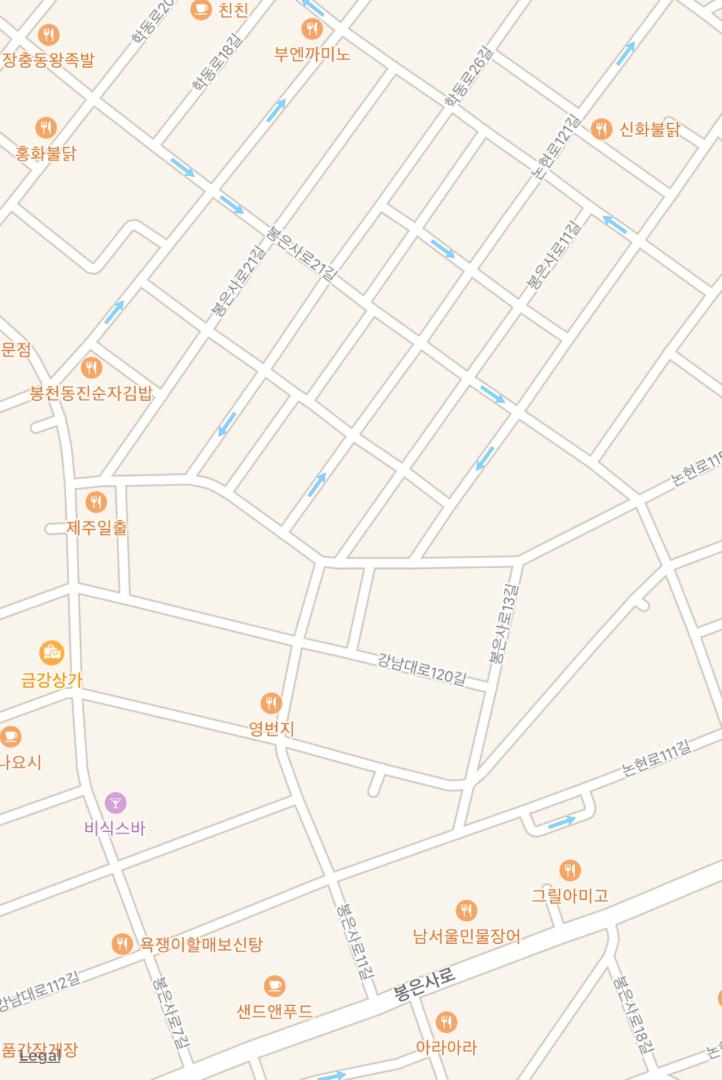 친친
학동로20
부엔까미노
장충동왕족발
학동로18길
학동로26길
신화불닭
홍화불닭
논현로121길
봉은사로21길
봉은사로11길
봉은사로21길
문점
봉천동진순자김밥
논현로11
제주일출
봉은사로13길
금강상가
강남대로120길
영번지
나요시
논현로111길
비식스바
그릴아미고
남서울민물장어
욕쟁이할매보신탕
봉은사로11길
봉은사로
강남대로112길
샌드앤푸드
봉은사로7길
봉은사로18길
아라아라
품간장게장
Legal
논현